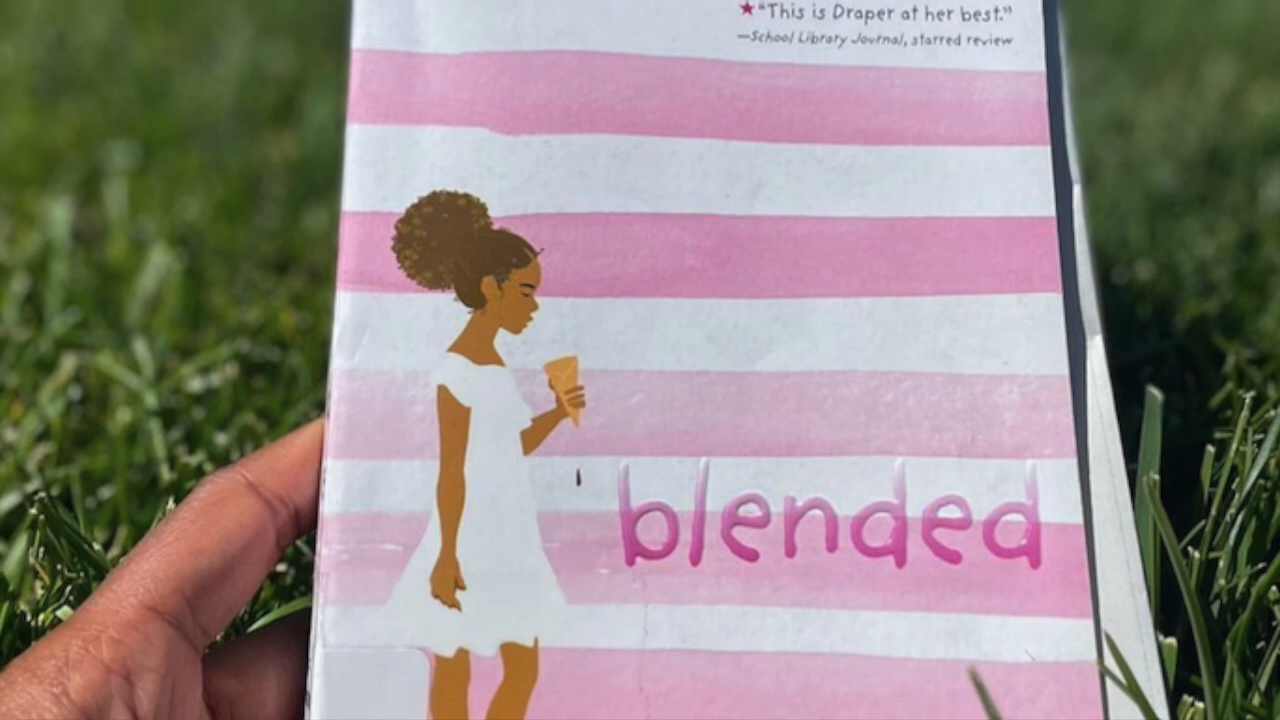 ★“This is Draper at her best.”
—School Library Journal, starred review
blended